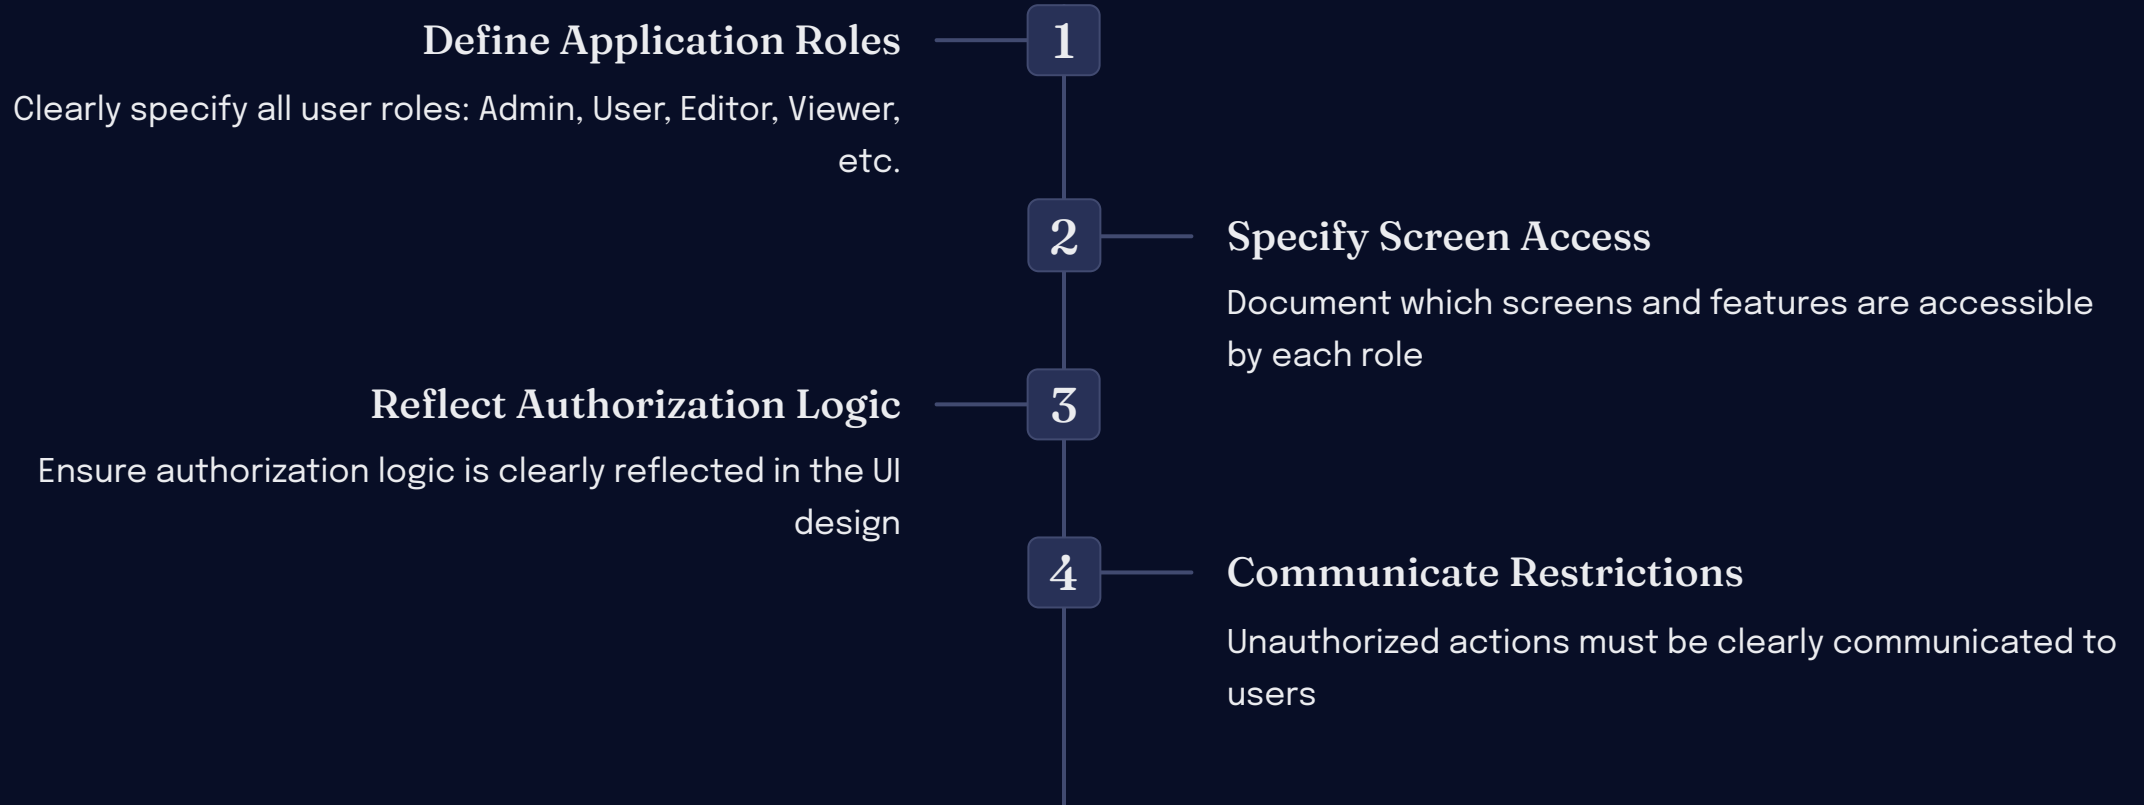 Define Application Roles
1
Clearly specify all user roles: Admin, User, Editor, Viewer,
etc.
2
Specify Screen Access
Document which screens and features are accessible
by each role
Reflect Authorization Logic
3
Ensure authorization logic is clearly reflected in the UI
design
4
Communicate Restrictions
Unauthorized actions must be clearly communicated to
users